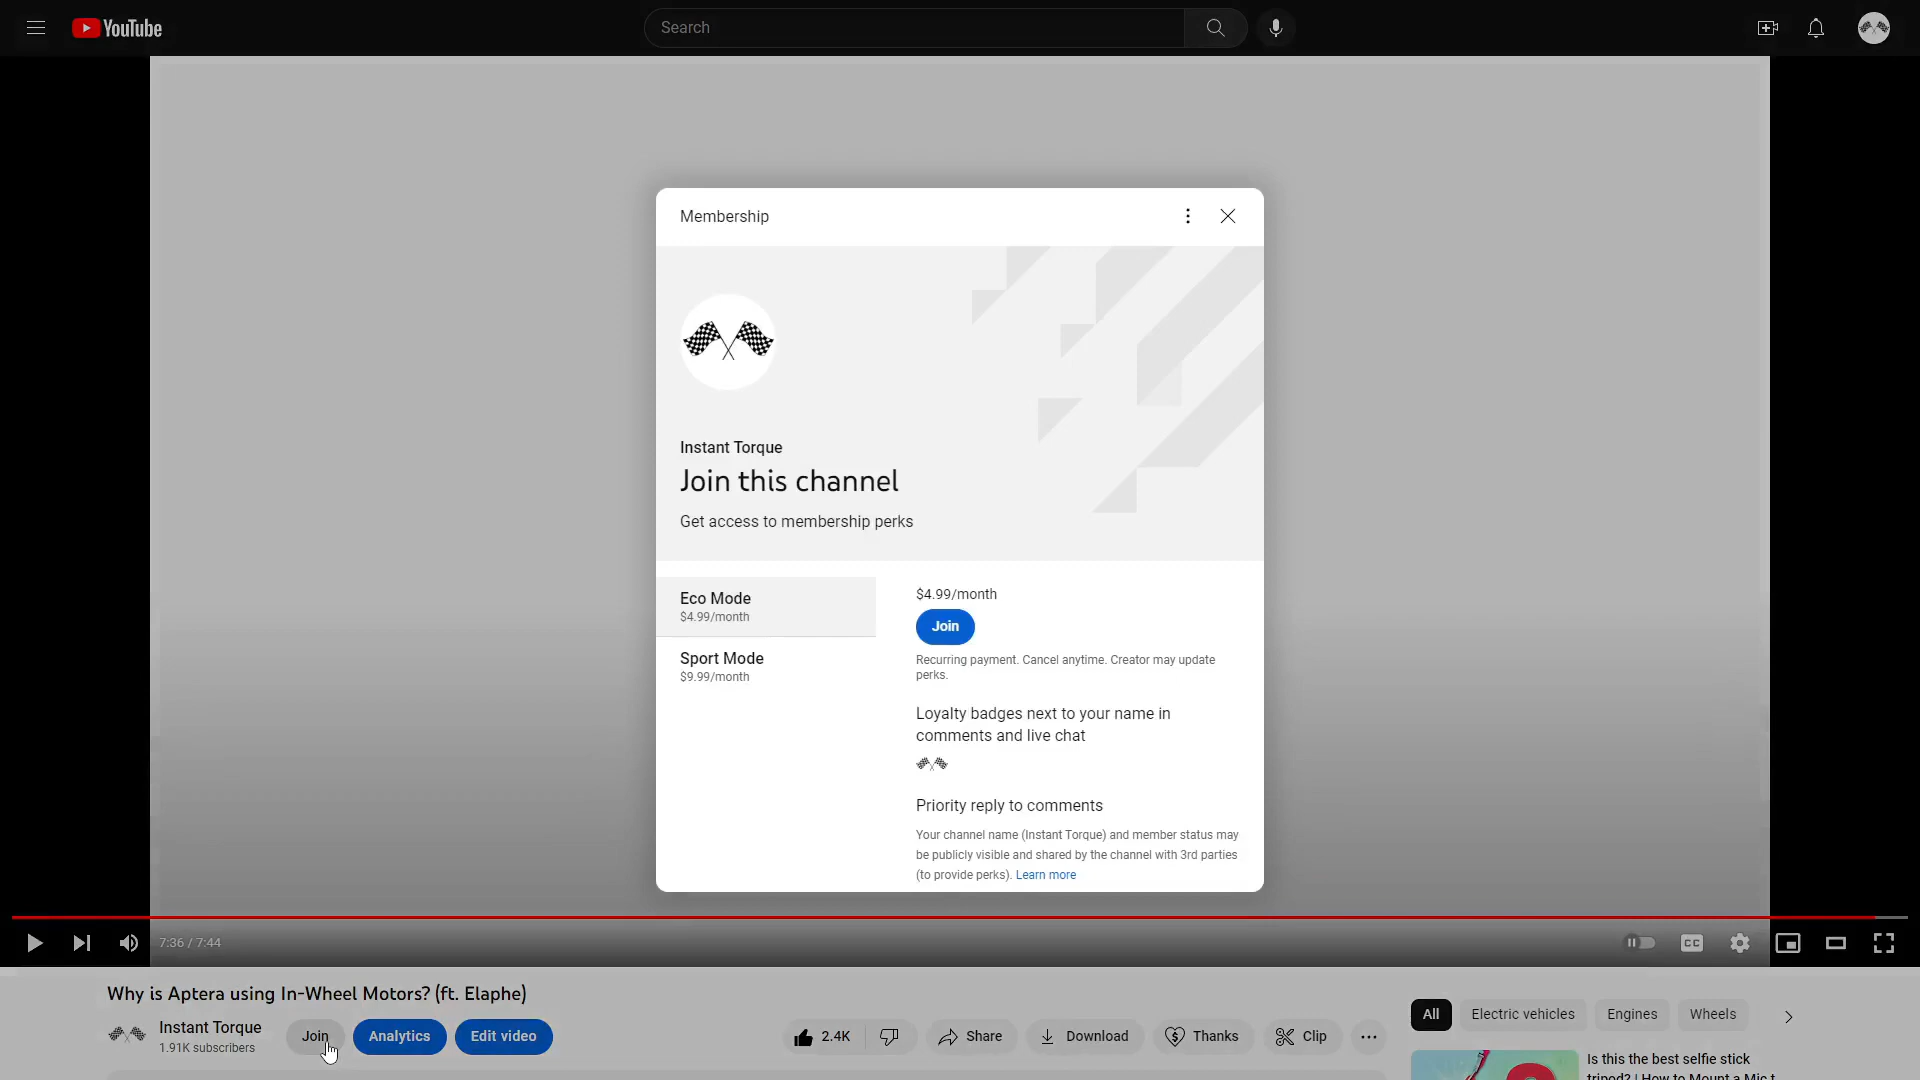 YouTube
Search
Membership
Instant Torque
Join this channel
Get access to membership perks
Eco Mode
$4.99/month
Sport Mode
$9.99/month
$4.99/month
Join
Recurring payment. Cancel anytime. Creator may update
perks.
Loyalty badges next to your name in
comments and live chat
Priority reply to comments
Your channel name (Instant Torque) and member status may
be publicly visible and shared by the channel with 3rd parties
(to provide perks). Learn more
7:36 / 7:44
CC
Why is Aptera using In-Wheel Motors? (ft. Elaphe)
Instant Torque
1.91K subscribers
Join
Analytics
Edit video
2.4K
Share
Download
Thanks
Clip
All
Electric vehicles
Engines
Wheels
Is this the best selfie stick
tripod? | How to Mount a Mic t